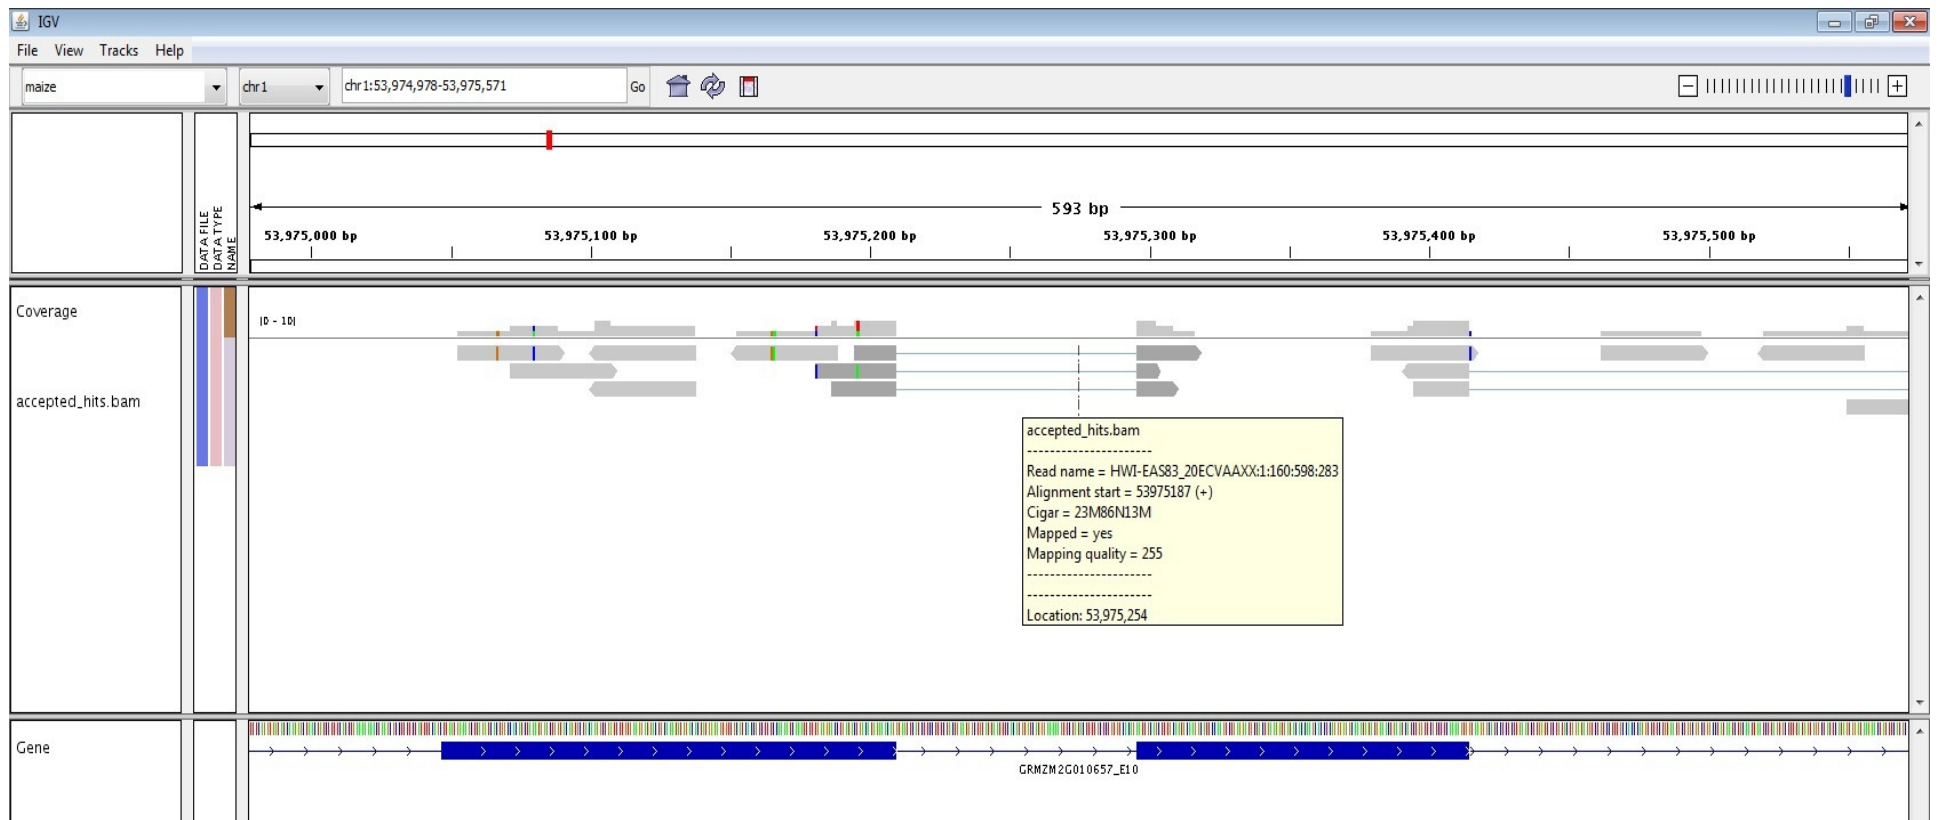 IGV
File View Tracks Help
maize chr1 chr1:53,974,978-53,975,571 Go
DATA FILE
DATA TYPE
NAME
593 bp
53,975,000 bp 53,975,100 bp 53,975,200 bp 53,975,300 bp 53,975,400 bp 53,975,500 bp
Coverage
[0 - 10]
accepted_hits.bam
accepted_hits.bam
----------------------
Read name = HWI-EAS83_20ECVAAXX:1:160:598:283
Alignment start = 53975187 (+)
Cigar = 23M86N13M
Mapped = yes
Mapping quality = 255
----------------------
----------------------
Location: 53,975,254
Gene
GRMZM2G010657_E10